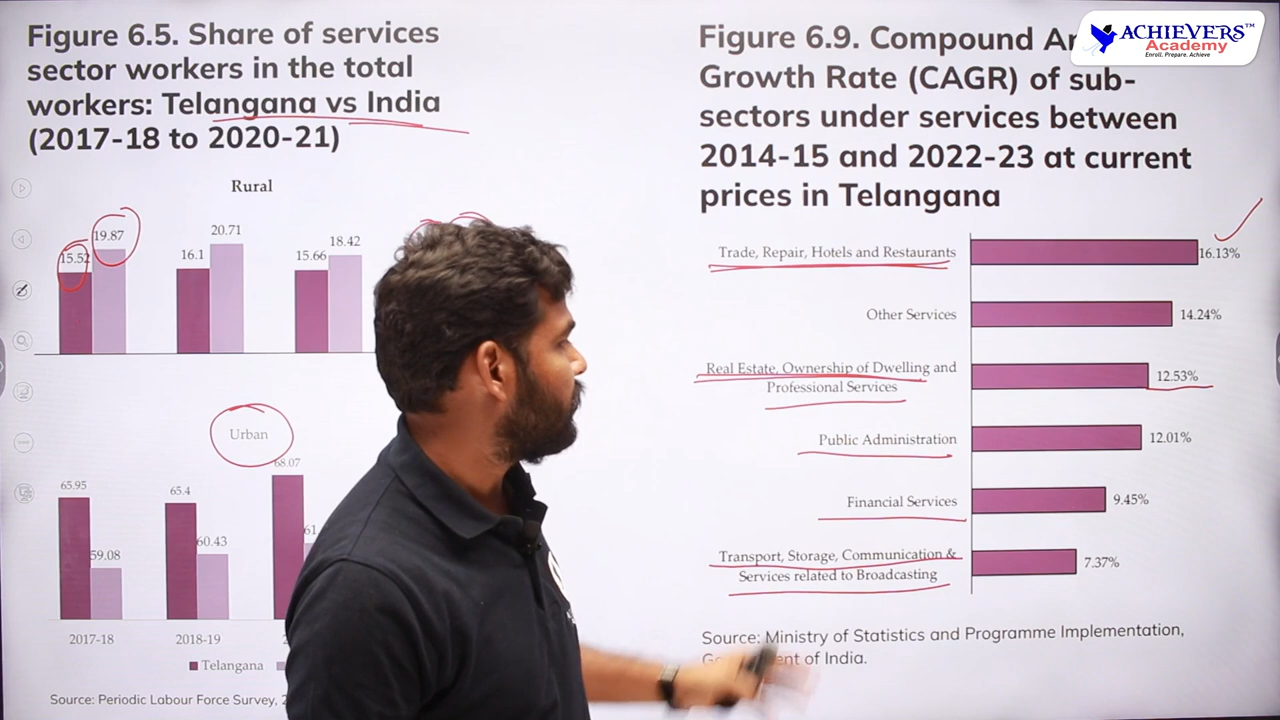 Figure 6.5. Share of services
sector workers in the total
workers: Telangana vs India
(2017-18 to 2020-21)
Rural
15.52
19.87
16.1
20.71
15.66
18.42
Urban
65.95
59.08
65.4
60.43
68.07
61
2017-18
2018-19
Telangana
Source: Periodic Labour Force Survey,
ACHIEVERS™
Academy
Enroll. Prepare. Achieve
Figure 6.9. Compound
Growth Rate (CAGR) of sub-
sectors under services between
2014-15 and 2022-23 at current
prices in Telangana
Trade, Repair, Hotels and Restaurants
16.13%
Other Services
14.24%
Real Estate, Ownership of Dwelling and
Professional Services
12.53%
Public Administration
12.01%
Financial Services
9.45%
Transport, Storage, Communication &
Services related to Broadcasting
7.37%
Source: Ministry of Statistics and Programme Implementation,
of India.